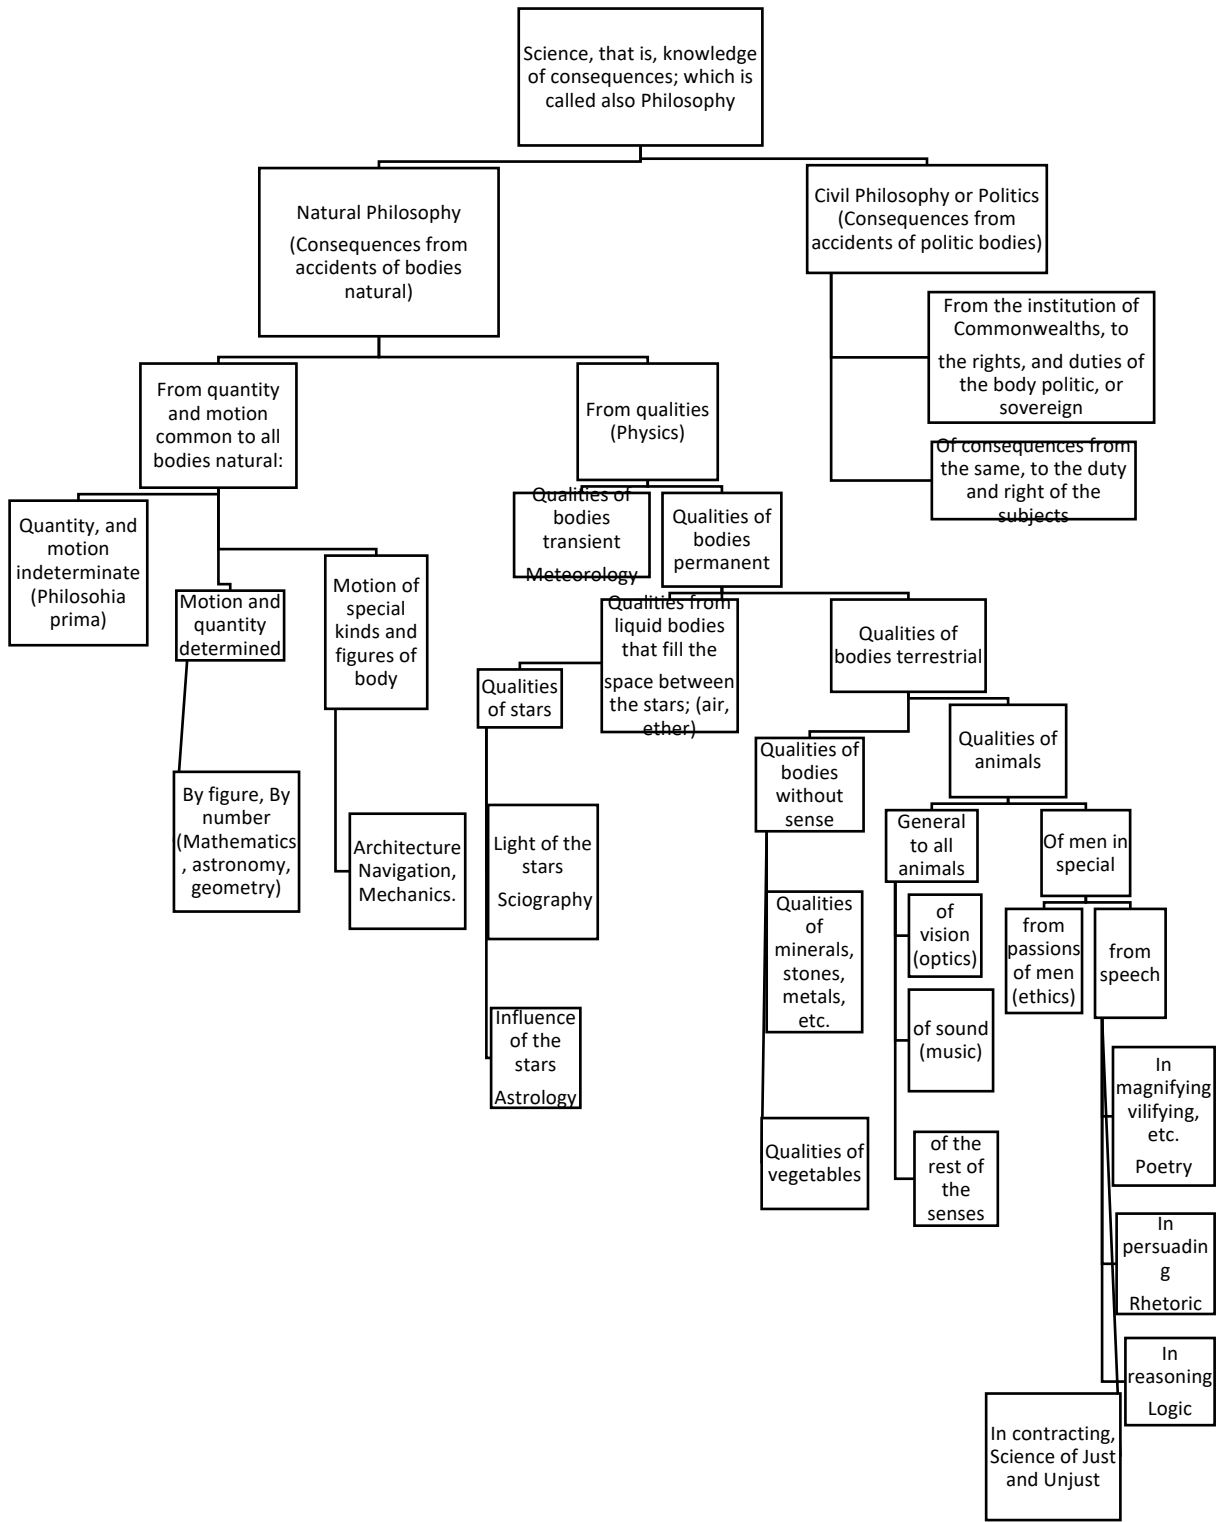 Science, that is, knowledge
of consequences; which is
called also Philosophy
Natural Philosophy
(Consequences from
accidents of bodies
natural)
Civil Philosophy or Politics
(Consequences from
accidents of politic bodies)
From the institution of
Commonwealths, to
the rights, and duties of
the body politic, or
sovereign
Of consequences from
the same, to the duty
and right of the
subjects
From quantity
and motion
common to all
bodies natural:
From qualities
(Physics)
Quantity, and
motion
indeterminate
(Philosohia
prima)
Motion and
quantity
determined
Motion of
special
kinds and
figures of
body
By figure, By
number
(Mathematics
, astronomy,
geometry)
Architecture
Navigation,
Mechanics.
Qualities of
bodies
transient
Meteorology
Qualities of
bodies
permanent
Qualities from
liquid bodies
that fill the
space between
the stars; (air,
ether)
Qualities
of stars
Light of the
stars
Sciography
Influence
of the
stars
Astrology
Qualities of
bodies terrestrial
Qualities of
bodies
without
sense
Qualities
of
minerals,
stones,
metals,
etc.
Qualities of
vegetables
Qualities of
animals
General
to all
animals
of
vision
(optics)
of sound
(music)
of the
rest of
the
senses
Of men in
special
from
passions
of men
(ethics)
from
speech
In
magnifying
vilifying,
etc.
Poetry
In
persuadin
g
Rhetoric
In
reasoning
Logic
In contracting,
Science of Just
and Unjust